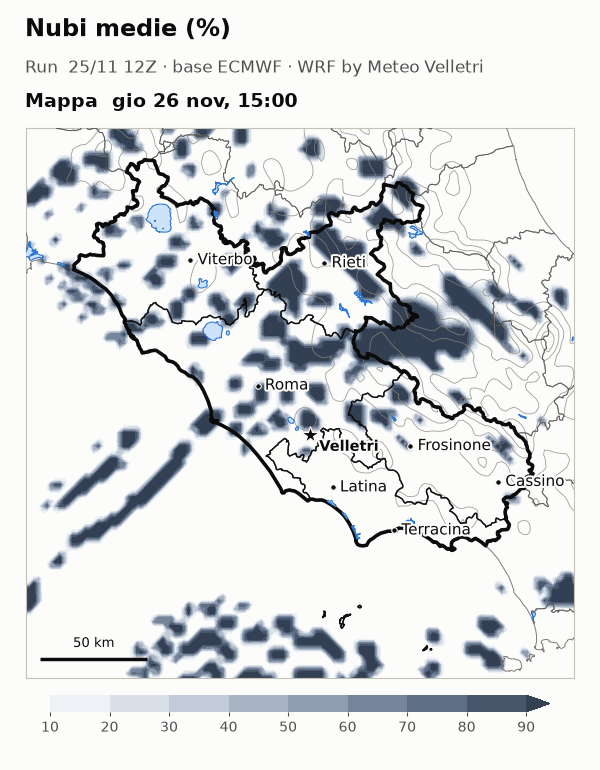 Nubi medie (%)
Run  25/11 12Z · base ECMWF · WRF by Meteo Velletri
Mappa  gio 26 nov, 15:00
Viterbo
Rieti
Roma
Velletri
Frosinone
Latina
Cassino
Terracina
50 km
10 20 30 40 50 60 70 80 90